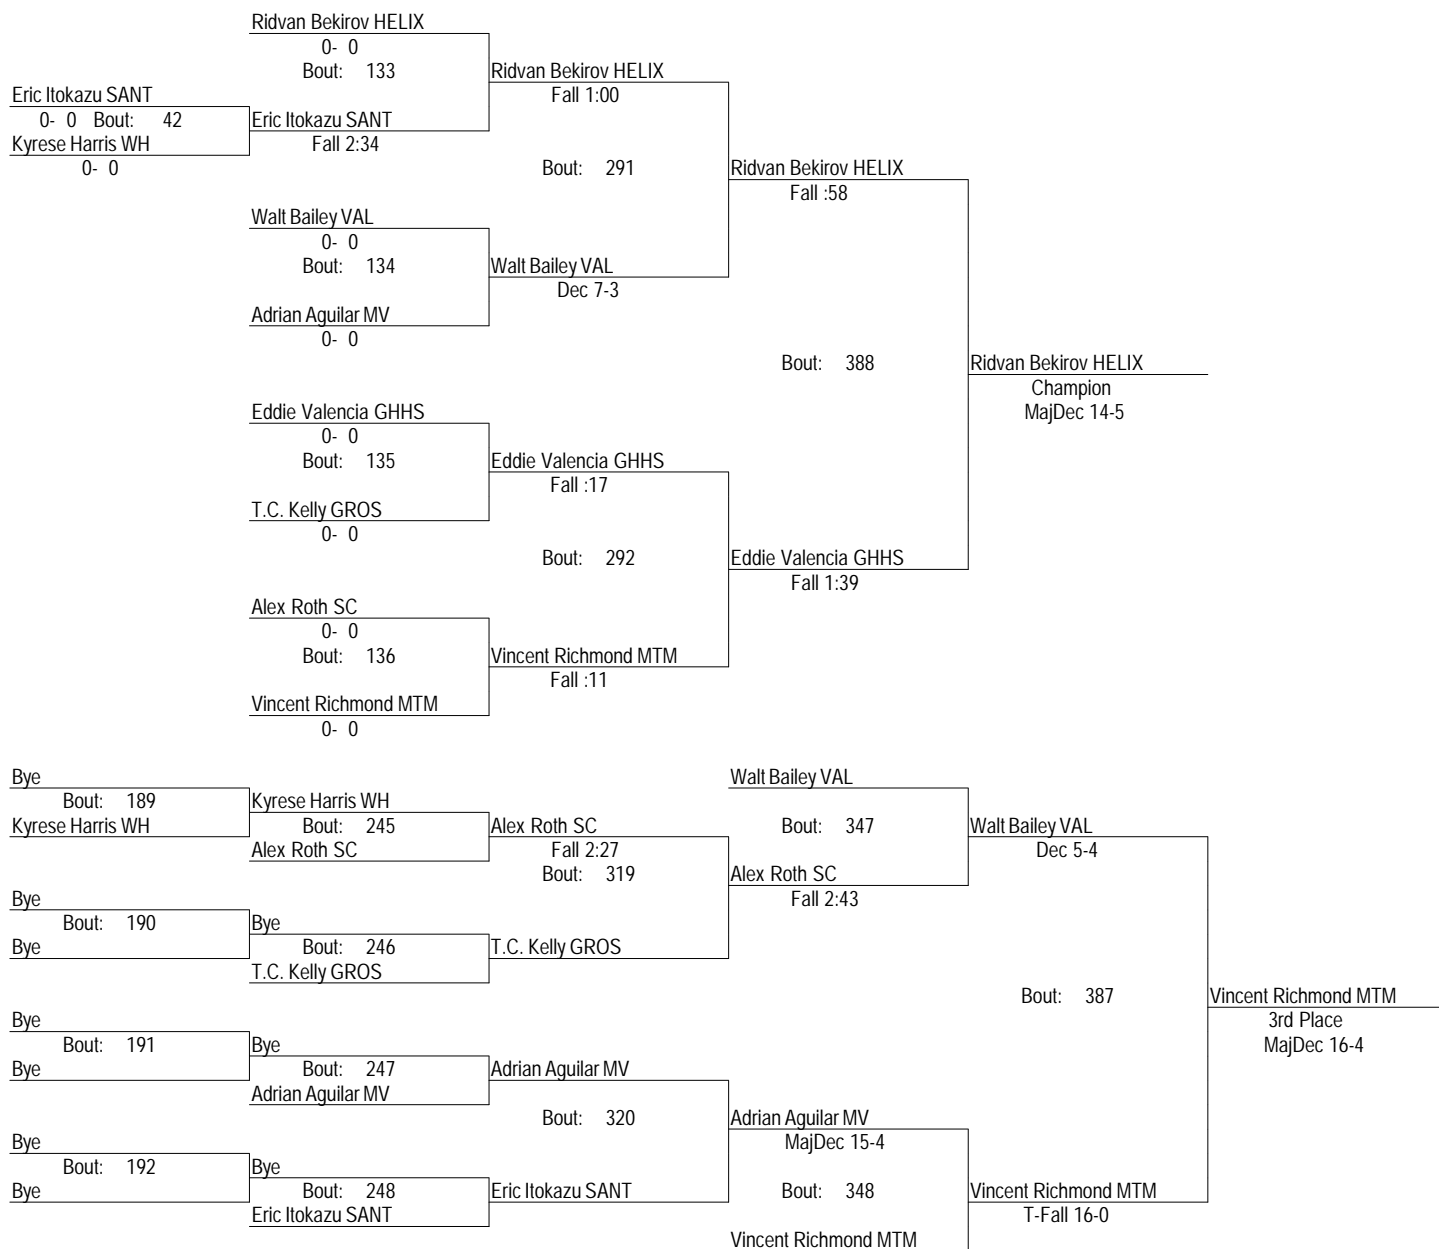 Ridvan Bekirov HELIX
0- 0
Bout: 133 Ridvan Bekirov HELIX
Eric Itokazu SANT Fall 1:00
0- 0 Bout: 42 Eric Itokazu SANT
Kyrese Harris WH Fall 2:34
0- 0 Bout: 291 Ridvan Bekirov HELIX
Fall :58
Walt Bailey VAL
0- 0
Bout: 134 Walt Bailey VAL
Dec 7-3
Adrian Aguilar MV
0- 0
Bout: 388 Ridvan Bekirov HELIX
Champion
Eddie Valencia GHHS MajDec 14-5
0- 0
Bout: 135 Eddie Valencia GHHS
Fall :17
T.C. Kelly GROS
0- 0
Bout: 292 Eddie Valencia GHHS
Fall 1:39
Alex Roth SC
0- 0
Bout: 136 Vincent Richmond MTM
Fall :11
Vincent Richmond MTM
0- 0
Bye Walt Bailey VAL
Bout: 189 Kyrese Harris WH
Kyrese Harris WH Bout: 245 Alex Roth SC Bout: 347 Walt Bailey VAL
Alex Roth SC Fall 2:27 Dec 5-4
Bout: 319 Alex Roth SC
Bye Fall 2:43
Bout: 190 Bye
Bye Bout: 246 T.C. Kelly GROS
T.C. Kelly GROS
Bout: 387 Vincent Richmond MTM
Bye 3rd Place
Bout: 191 Bye MajDec 16-4
Bye Bout: 247 Adrian Aguilar MV
Adrian Aguilar MV
Bout: 320 Adrian Aguilar MV
Bye MajDec 15-4
Bout: 192 Bye
Bye Bout: 248 Eric Itokazu SANT Bout: 348 Vincent Richmond MTM
Eric Itokazu SANT T-Fall 16-0
Vincent Richmond MTM